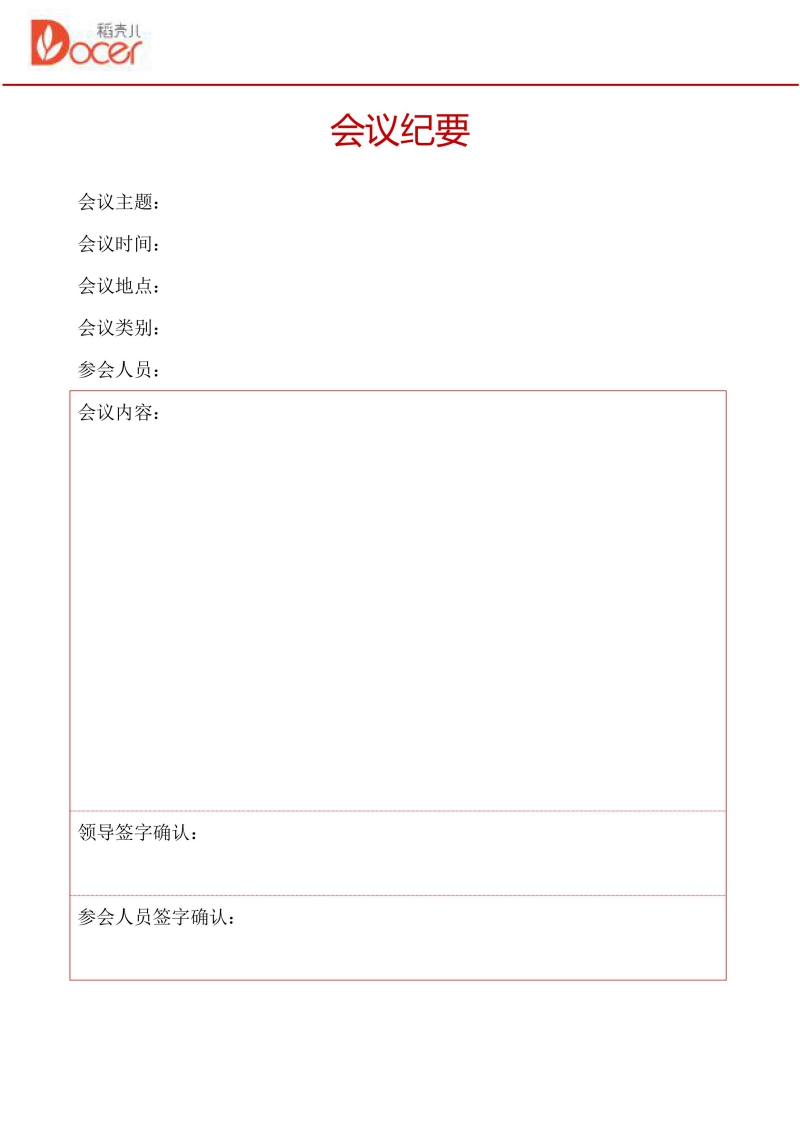 稻壳儿
Docer
会议纪要
会议主题：
会议时间：
会议地点：
会议类别：
参会人员：
会议内容：
领导签字确认：
参会人员签字确认：